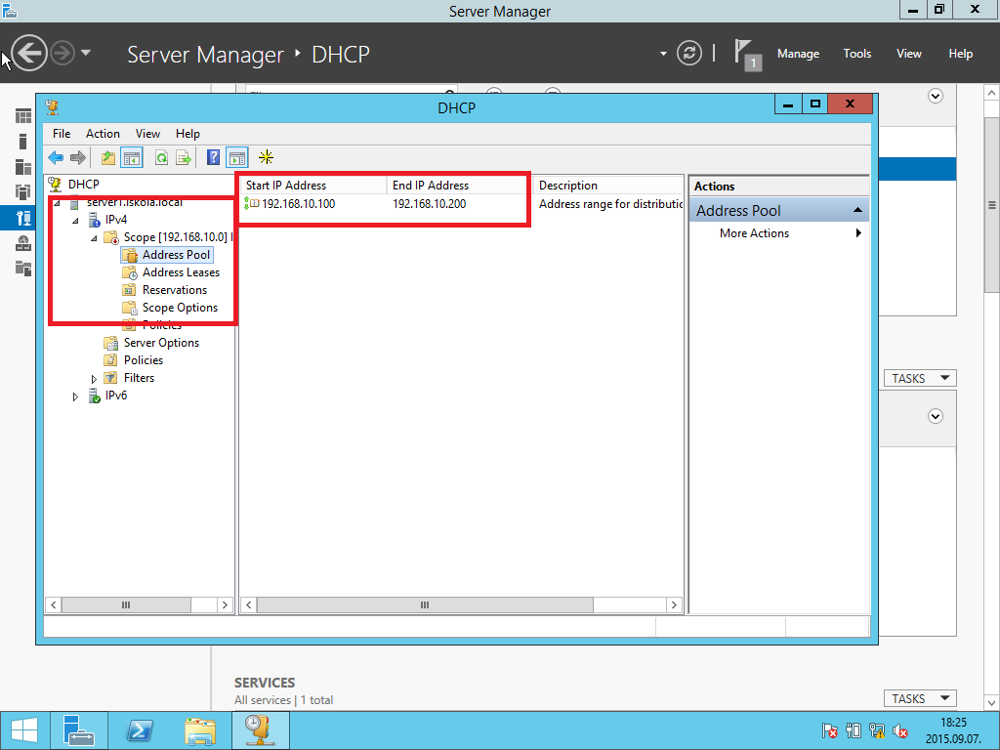 Server Manager
Server Manager ‣ DHCP
1
Manage
Tools
View
Help
DHCP
File
Action
View
Help
DHCP
server1.iskola.local
IPv4
Scope [192.168.10.0]
Address Pool
Address Leases
Reservations
Scope Options
Policies
Server Options
Policies
Filters
IPv6
Start IP Address
End IP Address
Description
192.168.10.100
192.168.10.200
Address range for distributio
Actions
Address Pool
More Actions
TASKS
SERVICES
All services | 1 total
TASKS
18:25
2015.09.07.